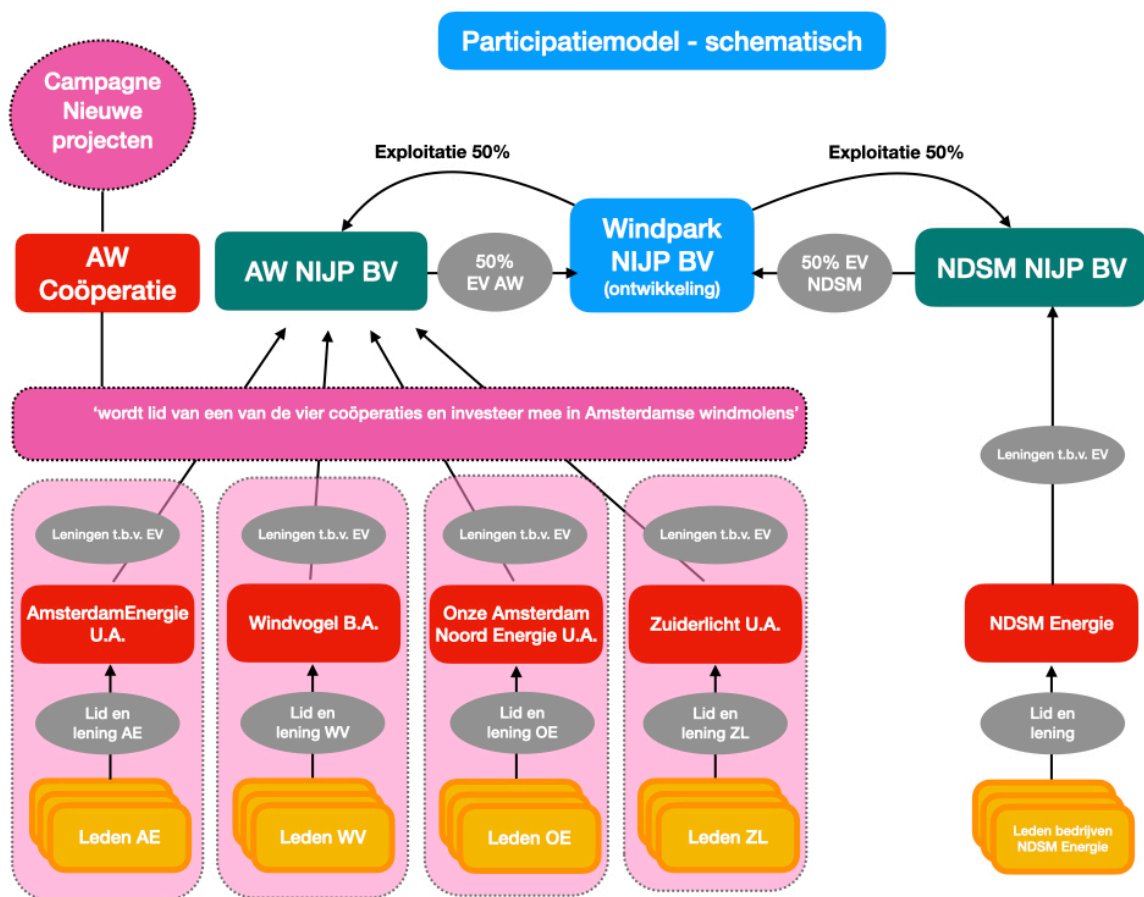 Participatiemodel - schematisch
Campagne
Nieuwe
projecten
Exploitatie 50%
Exploitatie 50%
AW
Coöperatie
AW NIJP BV
50%
EV AW
Windpark
NIJP BV
(ontwikkeling)
50% EV
NDSM
NDSM NIJP BV
‘wordt lid van een van de vier coöperaties en investeer mee in Amsterdamse windmolens’
Leningen t.b.v. EV
Leningen t.b.v. EV
Leningen t.b.v. EV
Leningen t.b.v. EV
Leningen t.b.v. EV
AmsterdamEnergie
U.A.
Windvogel B.A.
Onze Amsterdam
Noord Energie U.A.
Zuiderlicht U.A.
NDSM Energie
Lid en
lening AE
Lid en
lening WV
Lid en
lening OE
Lid en
lening ZL
Lid en
lening
Leden AE
Leden WV
Leden OE
Leden ZL
Leden bedrijven
NDSM Energie